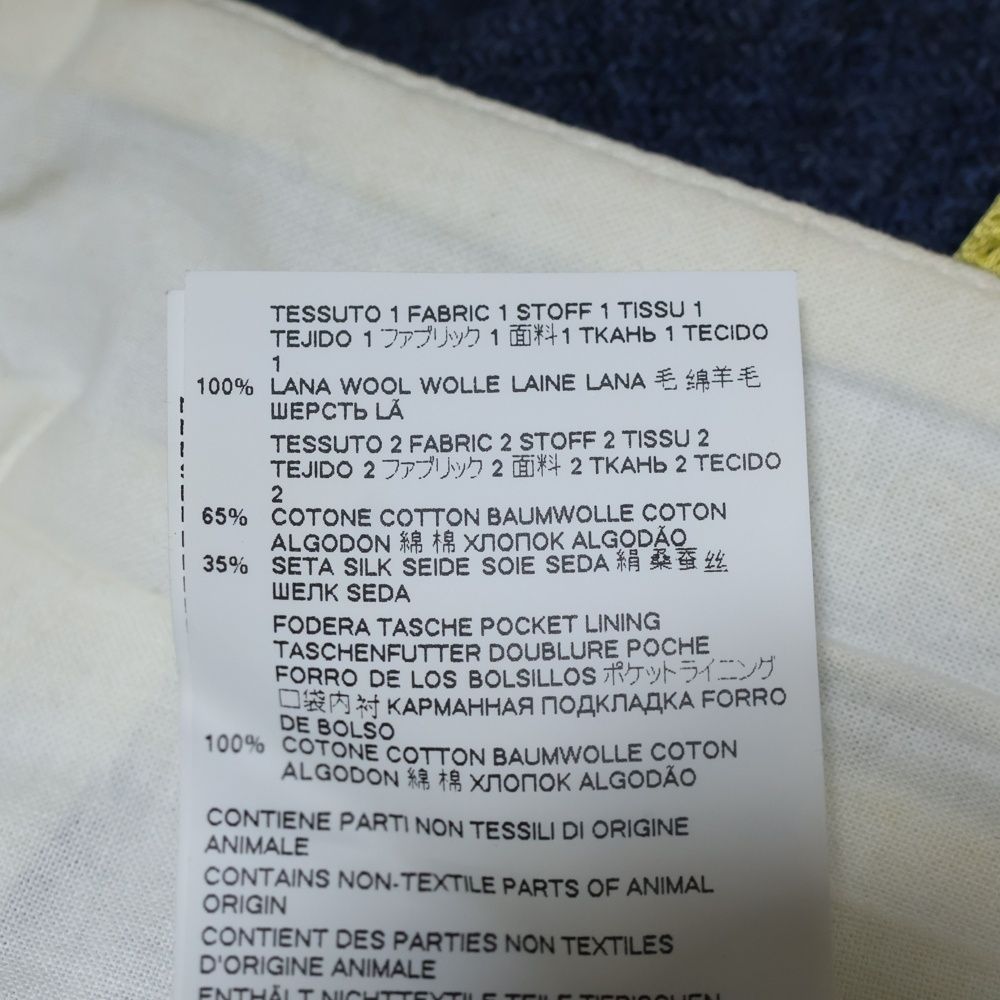 TESSUTO 1 FABRIC 1 STOFF 1 TISSU 1
TEJIDO 1 ファブリック 1 面料 1 ТКАНЬ 1 TECIDO
1
100% LANA WOOL WOLLE LAINE LANA 毛 绵羊毛
ШЕРСТЬ LÃ
TESSUTO 2 FABRIC 2 STOFF 2 TISSU 2
TEJIDO 2 ファブリック 2 面料 2 ТКАНЬ 2 TECIDO
2
65% COTONE COTTON BAUMWOLLE COTON
ALGODON 綿 棉 ХЛОПОК ALGODÃO
35% SETA SILK SEIDE SOIE SEDA 絹 桑蚕丝
ШЕЛК SEDA
FODERA TASCHE POCKET LINING
TASCHENFUTTER DOUBLURE POCHE
FORRO DE LOS BOLSILLOS ポケットライニング
口袋内衬 КАРМАННАЯ ПОДКЛАДКА FORRO
DE BOLSO
100% COTONE COTTON BAUMWOLLE COTON
ALGODON 綿 棉 ХЛОПОК ALGODÃO
CONTIENE PARTI NON TESSILI DI ORIGINE
ANIMALE
CONTAINS NON-TEXTILE PARTS OF ANIMAL
ORIGIN
CONTIENT DES PARTIES NON TEXTILES
D'ORIGINE ANIMALE
ENTHÄLT NICHTTEXTILE TEILE TIERISCHEN